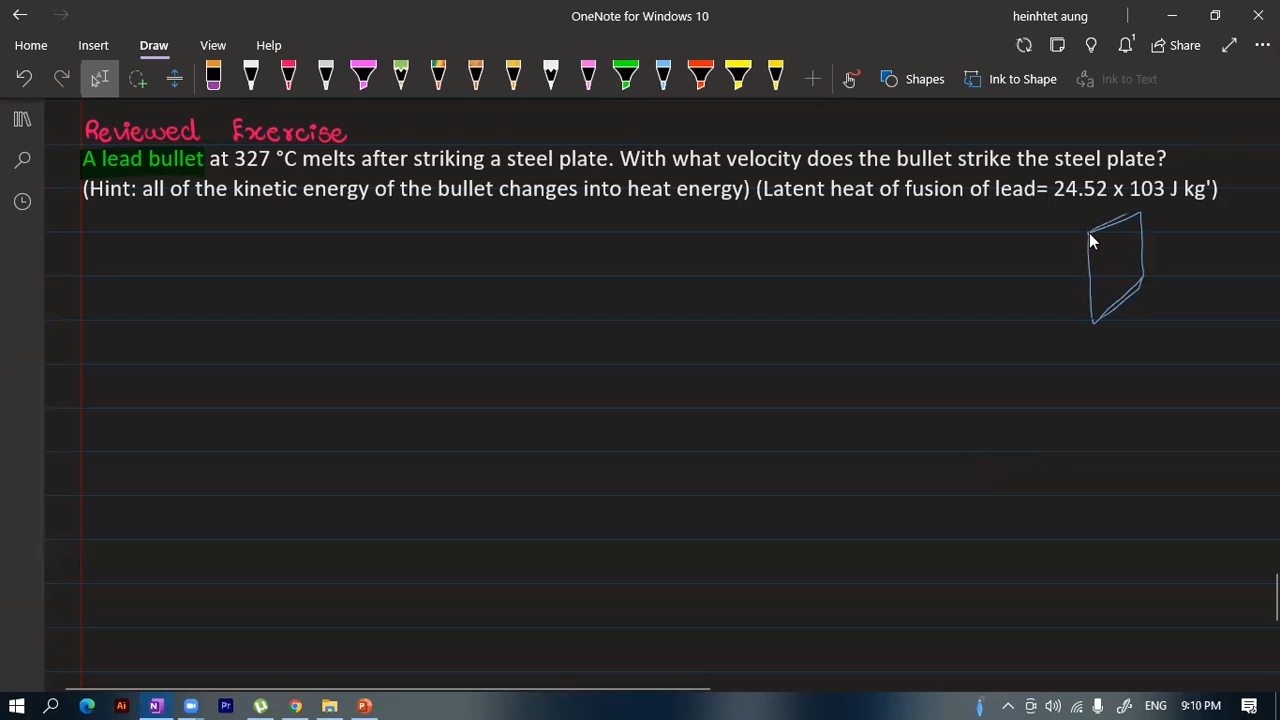 OneNote for Windows 10
heinhtet aung
Home Insert Draw View Help
Share
Shapes Ink to Shape Ink to Text
Reviewed Exercise
A lead bullet at 327 °C melts after striking a steel plate. With what velocity does the bullet strike the steel plate?
(Hint: all of the kinetic energy of the bullet changes into heat energy) (Latent heat of fusion of lead= 24.52 x 103 J kg')
Ai Pr ENG 9:10 PM